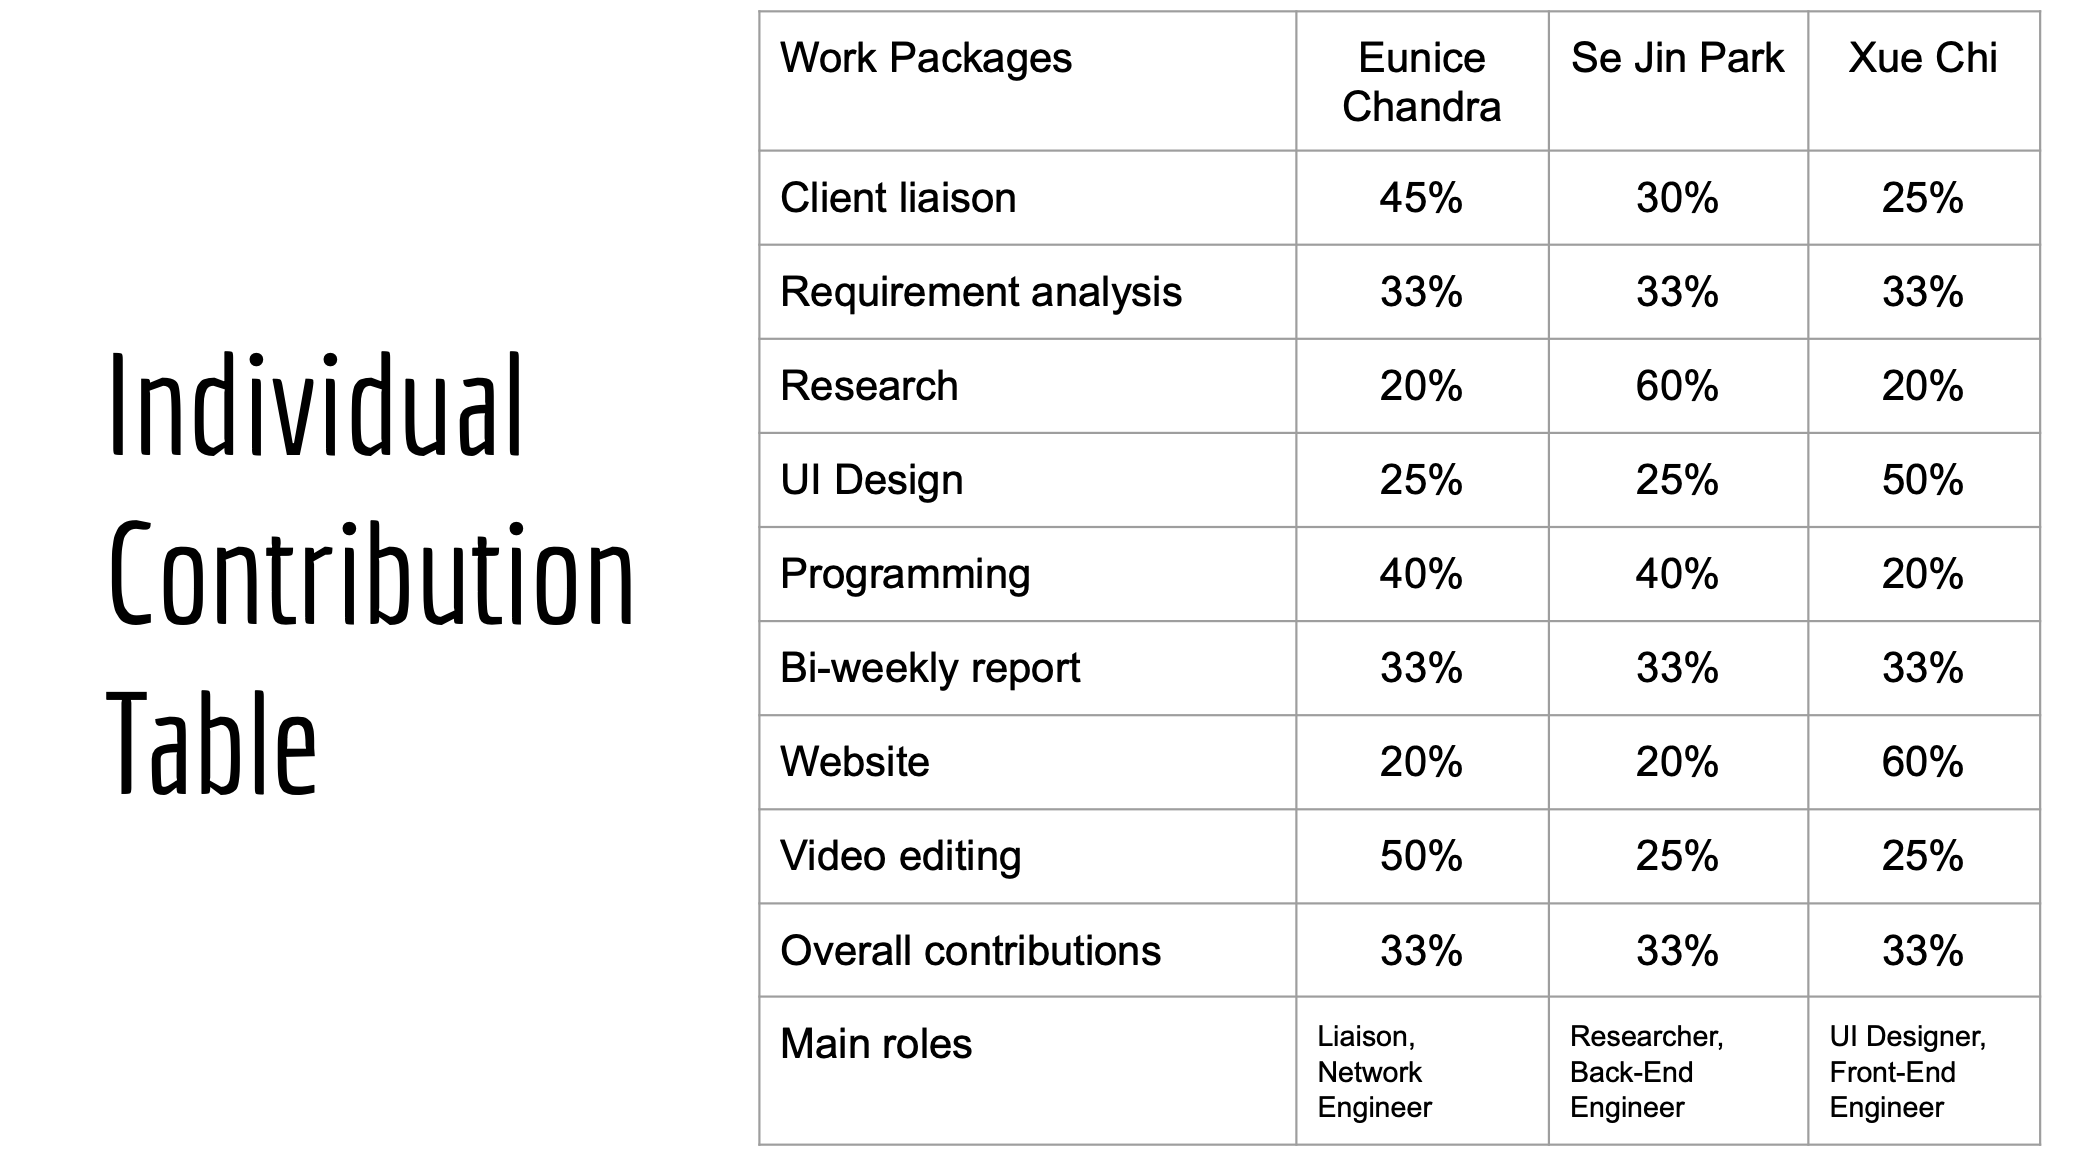 Individual
Contribution
Table
Work Packages Eunice Chandra Se Jin Park Xue Chi
Client liaison 45% 30% 25%
Requirement analysis 33% 33% 33%
Research 20% 60% 20%
UI Design 25% 25% 50%
Programming 40% 40% 20%
Bi-weekly report 33% 33% 33%
Website 20% 20% 60%
Video editing 50% 25% 25%
Overall contributions 33% 33% 33%
Main roles Liaison, Network Engineer Researcher, Back-End Engineer UI Designer, Front-End Engineer